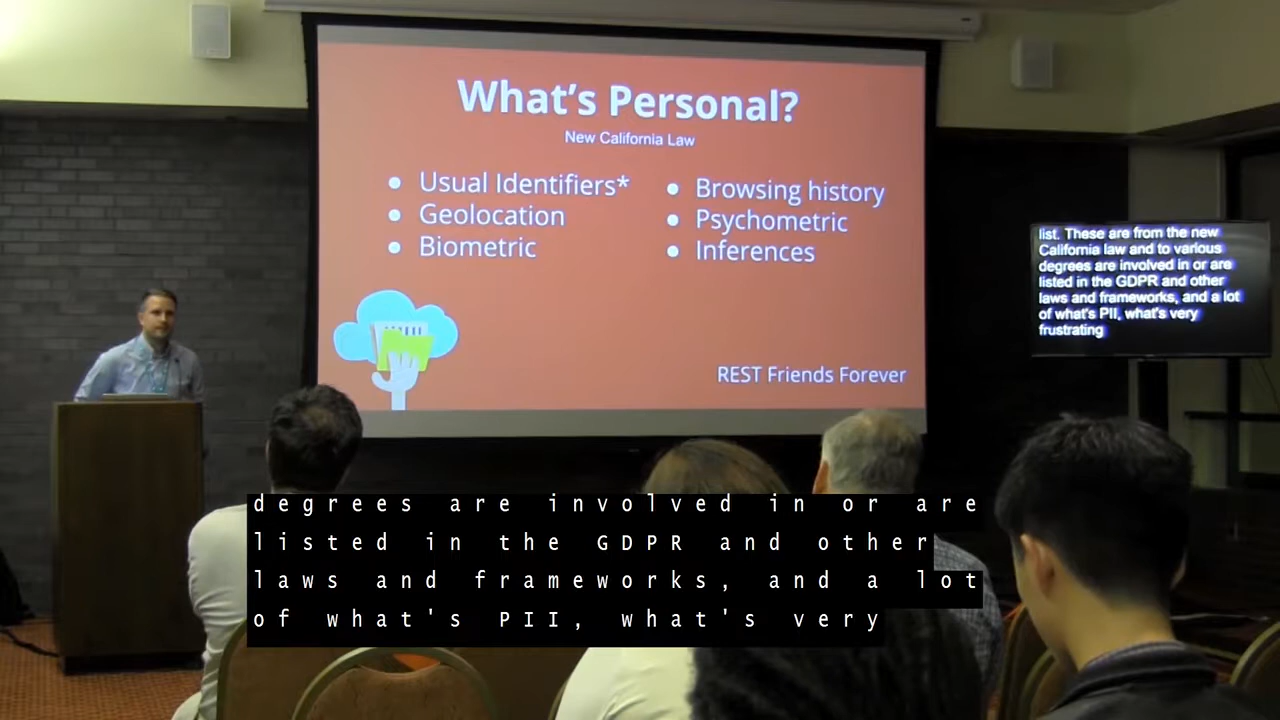 What's Personal?
New California Law
● Usual Identifiers*
● Geolocation
● Biometric
● Browsing history
● Psychometric
● Inferences
REST Friends Forever
list. These are from the new
California law and to various
degrees are involved in or are
listed in the GDPR and other
laws and frameworks, and a lot
of what's PII, what's very
frustrating
degrees are involved in or are
listed in the GDPR and other
laws and frameworks, and a lot
of what's PII, what's very